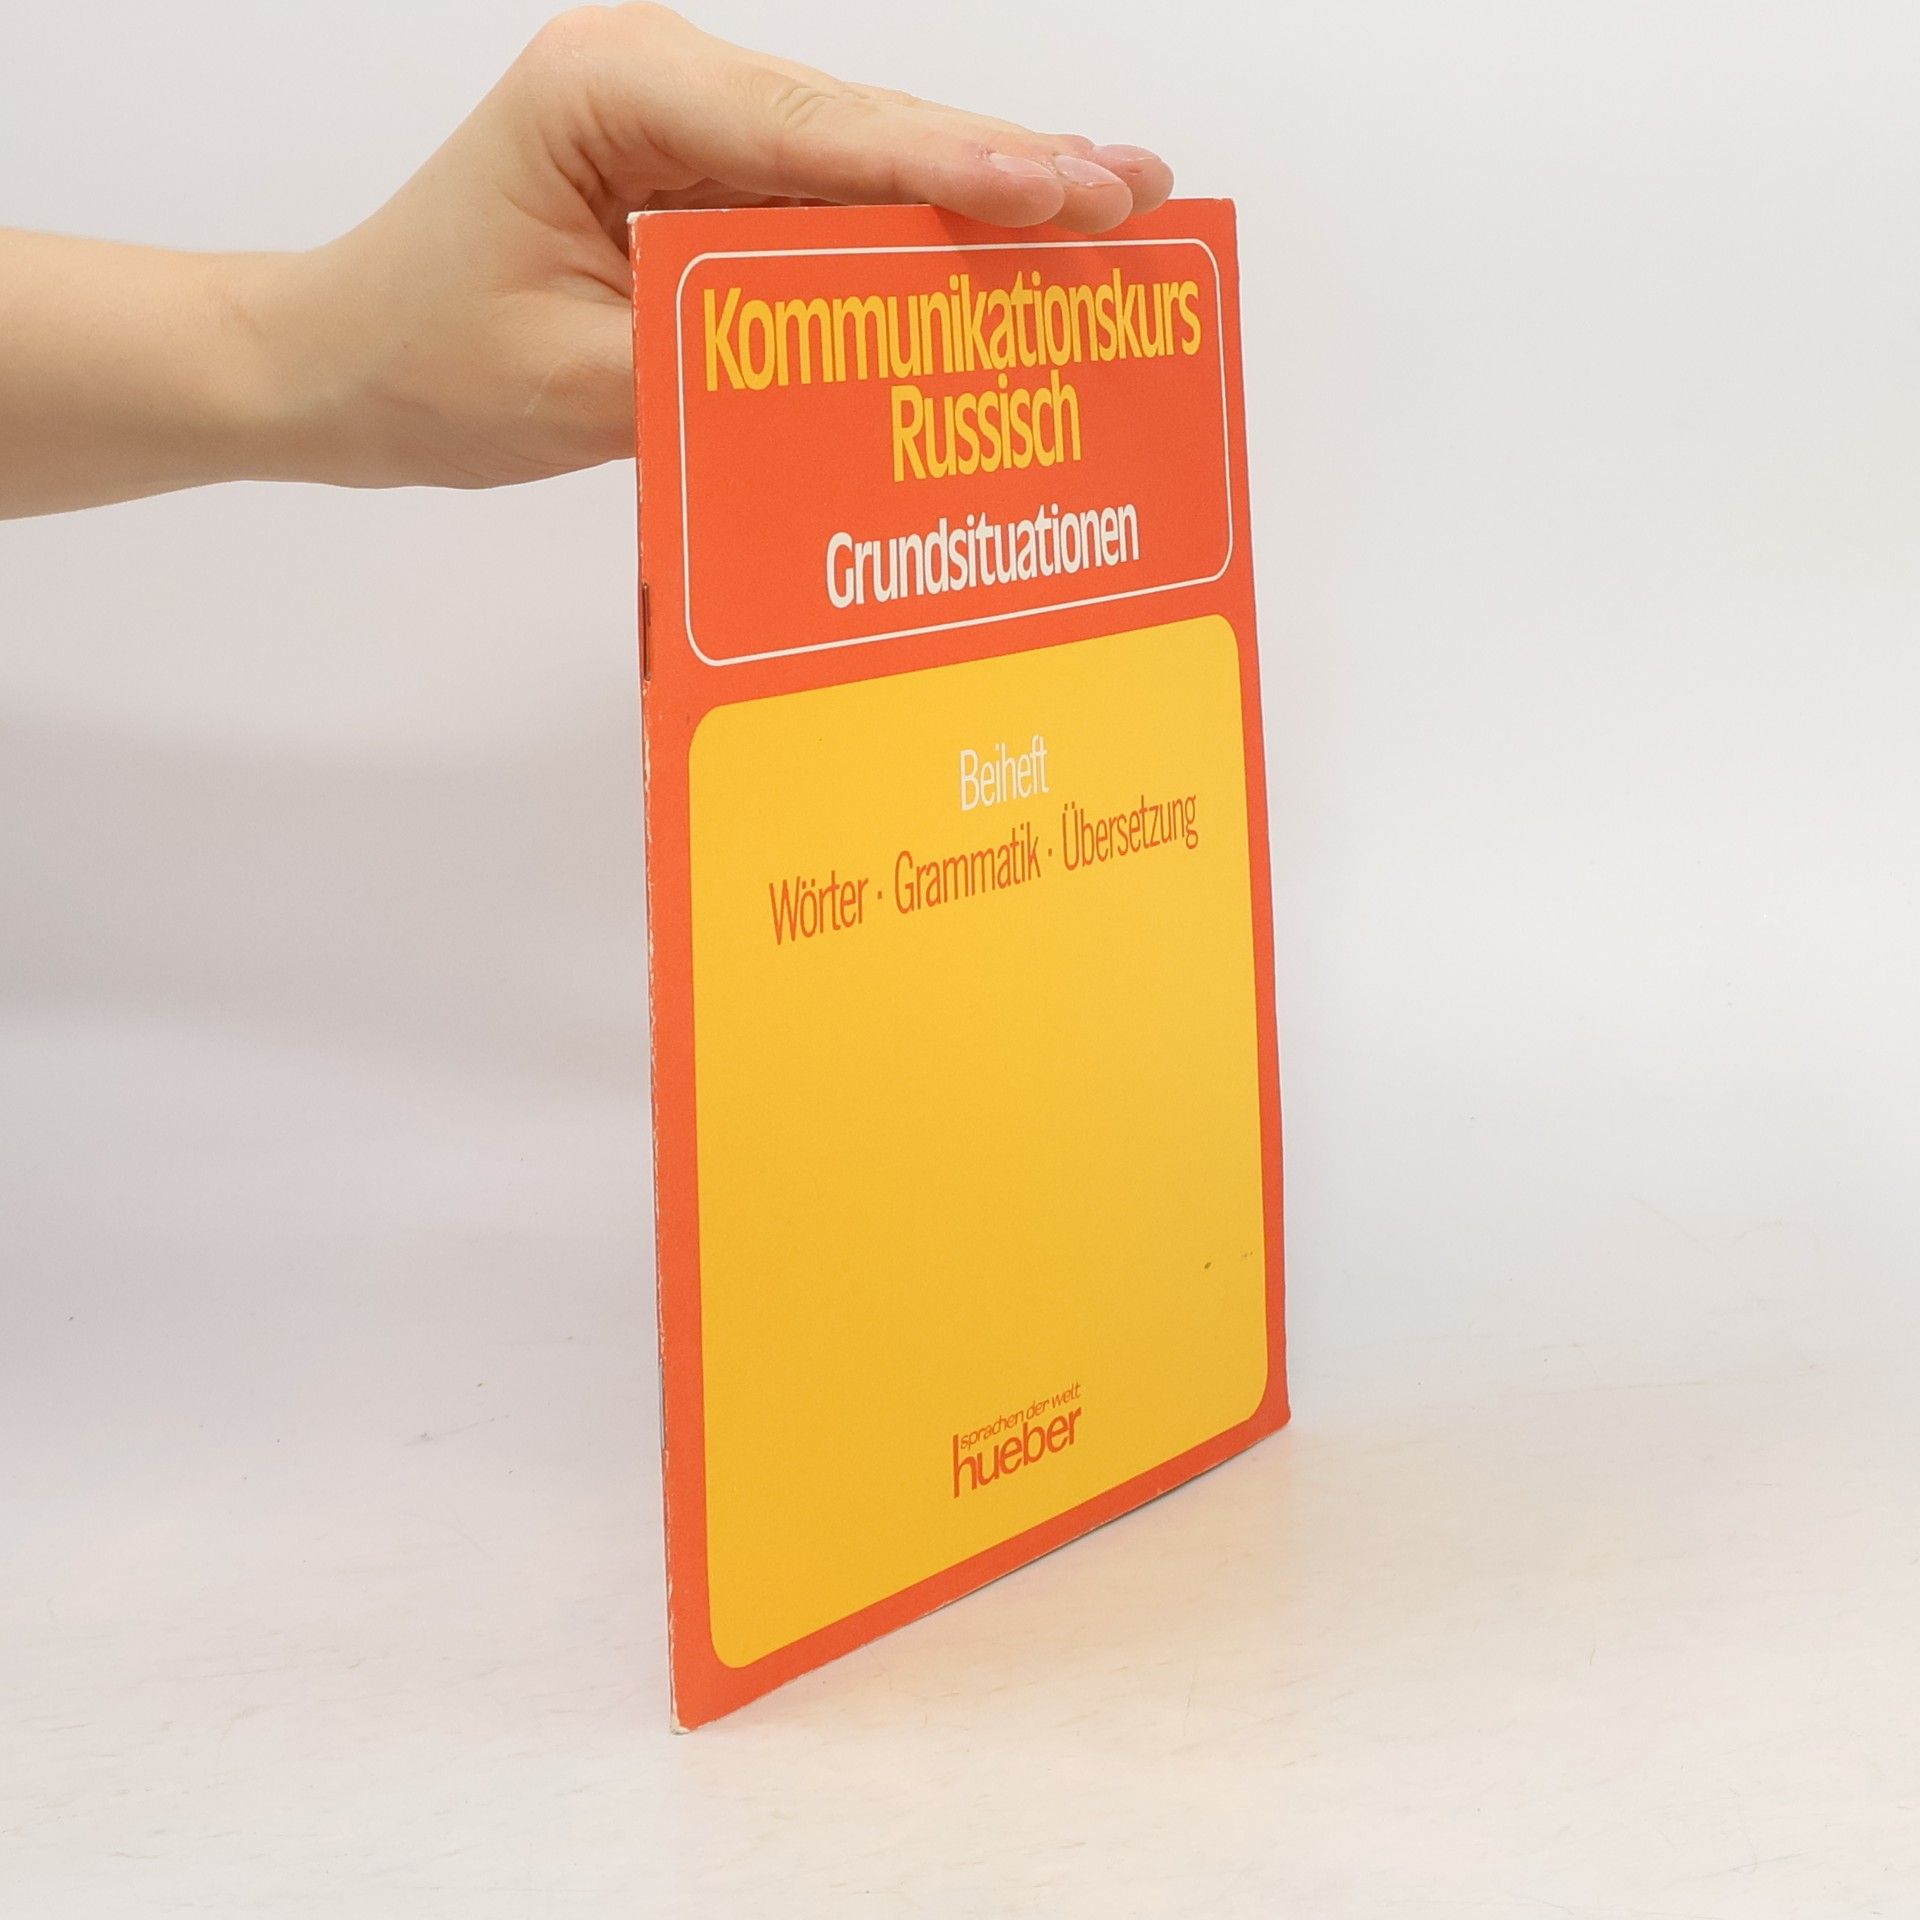 Kommunikationskurs
Russisch
Grundsituationen
Beiheft
Wörter · Grammatik · Übersetzung
sprachen der welt
hueber